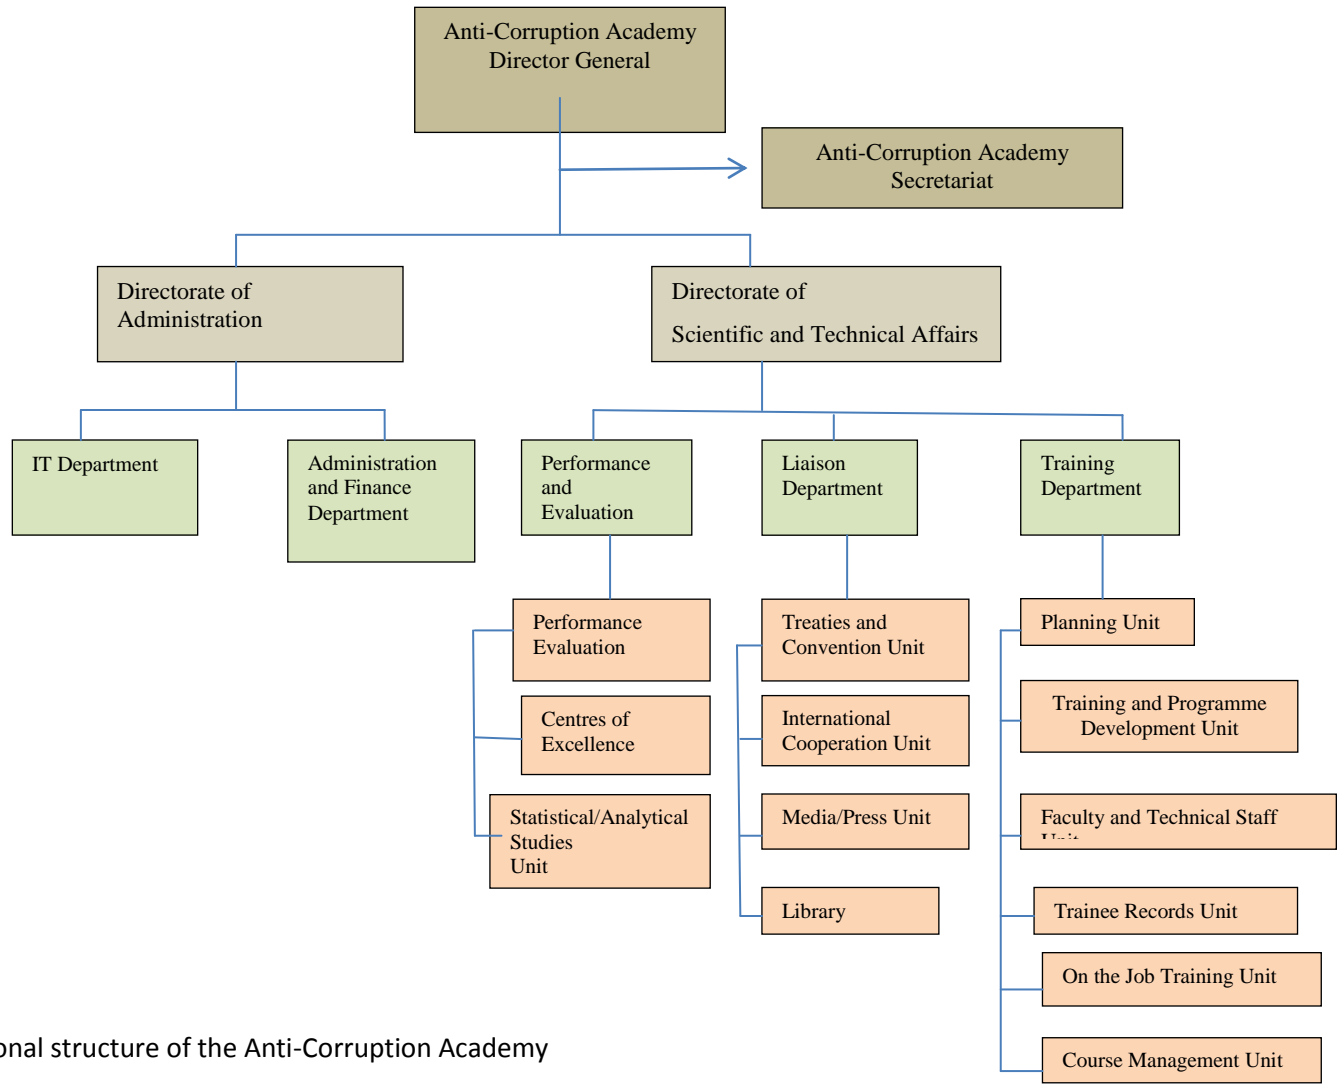 Anti-Corruption Academy
Director General
Anti-Corruption Academy
Secretariat
Directorate of
Administration
Directorate of
Scientific and Technical Affairs
IT Department
Administration
and Finance
Department
Performance
and
Evaluation
Liaison
Department
Training
Department
Performance
Evaluation
Centres of
Excellence
Statistical/Analytical
Studies
Unit
Treaties and
Convention Unit
International
Cooperation Unit
Media/Press Unit
Library
Planning Unit
Training and Programme
Development Unit
Faculty and Technical Staff
Trainee Records Unit
On the Job Training Unit
Course Management Unit
structure of the Anti-Corruption Academy